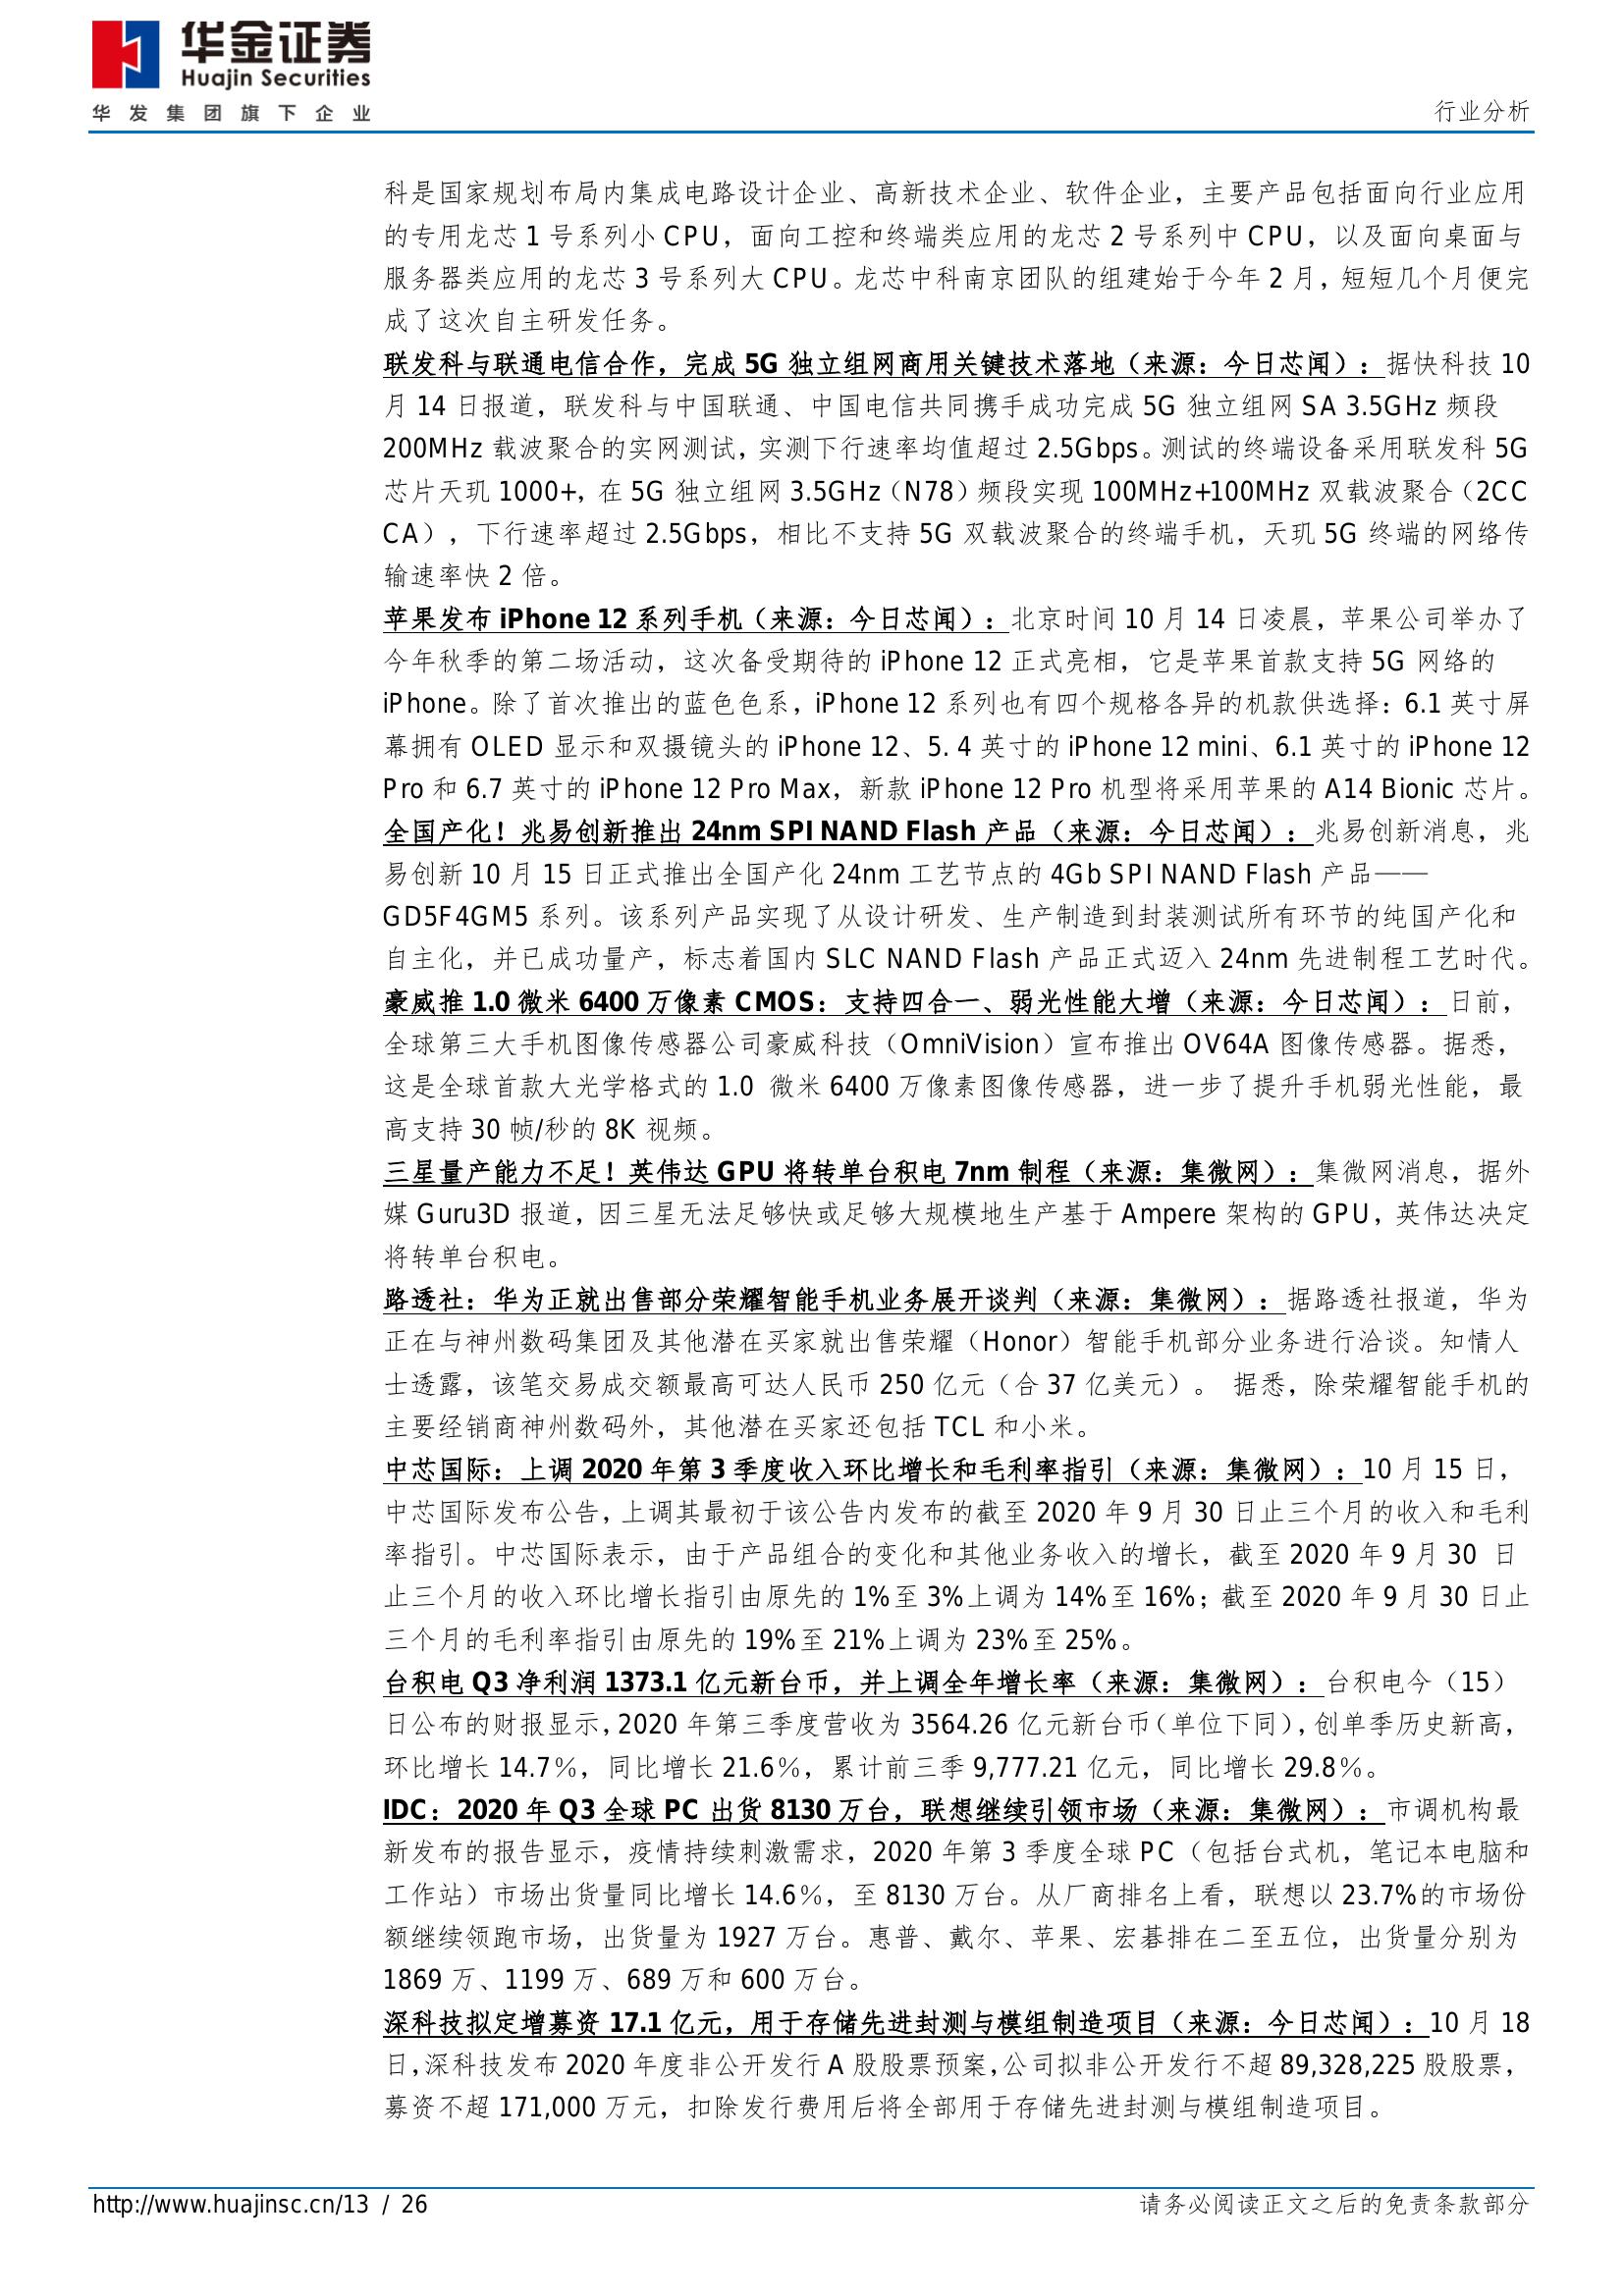 华金证券
Huajin Securities
华发集团旗下企业
行业分析
科是国家规划布局内集成电路设计企业、高新技术企业、软件企业，主要产品包括面向行业应用
的专用龙芯 1 号系列小 CPU，面向工控和终端类应用的龙芯 2 号系列中 CPU，以及面向桌面与
服务器类应用的龙芯 3 号系列大 CPU。龙芯中科南京团队的组建始于今年 2 月，短短几个月便完
成了这次自主研发任务。
联发科与联通电信合作，完成 5G 独立组网商用关键技术落地（来源：今日芯闻）：据快科技 10
月 14 日报道，联发科与中国联通、中国电信共同携手成功完成 5G 独立组网 SA 3.5GHz 频段
200MHz 载波聚合的实网测试，实测下行速率均值超过 2.5Gbps。测试的终端设备采用联发科 5G
芯片天玑 1000+，在 5G 独立组网 3.5GHz（N78）频段实现 100MHz+100MHz 双载波聚合（2CC
CA），下行速率超过 2.5Gbps，相比不支持 5G 双载波聚合的终端手机，天玑 5G 终端的网络传
输速率快 2 倍。
苹果发布 iPhone 12 系列手机（来源：今日芯闻）：北京时间 10 月 14 日凌晨，苹果公司举办了
今年秋季的第二场活动，这次备受期待的 iPhone 12 正式亮相，它是苹果首款支持 5G 网络的
iPhone。除了首次推出的蓝色色系，iPhone 12 系列也有四个规格各异的机款供选择：6.1 英寸屏
幕拥有 OLED 显示和双摄镜头的 iPhone 12、5. 4 英寸的 iPhone 12 mini、6.1 英寸的 iPhone 12
Pro 和 6.7 英寸的 iPhone 12 Pro Max，新款 iPhone 12 Pro 机型将采用苹果的 A14 Bionic 芯片。
全国产化！兆易创新推出 24nm SPI NAND Flash 产品（来源：今日芯闻）：兆易创新消息，兆
易创新 10 月 15 日正式推出全国产化 24nm 工艺节点的 4Gb SPI NAND Flash 产品——
GD5F4GM5 系列。该系列产品实现了从设计研发、生产制造到封装测试所有环节的纯国产化和
自主化，并已成功量产，标志着国内 SLC NAND Flash 产品正式迈入 24nm 先进制程工艺时代。
豪威推 1.0 微米 6400 万像素 CMOS：支持四合一、弱光性能大增（来源：今日芯闻）：日前，
全球第三大手机图像传感器公司豪威科技（OmniVision）宣布推出 OV64A 图像传感器。据悉，
这是全球首款大光学格式的 1.0 微米 6400 万像素图像传感器，进一步了提升手机弱光性能，最
高支持 30 帧/秒的 8K 视频。
三星量产能力不足！英伟达 GPU 将转单台积电 7nm 制程（来源：集微网）：集微网消息，据外
媒 Guru3D 报道，因三星无法足够快或足够大规模地生产基于 Ampere 架构的 GPU，英伟达决定
将转单台积电。
路透社：华为正就出售部分荣耀智能手机业务展开谈判（来源：集微网）：据路透社报道，华为
正在与神州数码集团及其他潜在买家就出售荣耀（Honor）智能手机部分业务进行洽谈。知情人
士透露，该笔交易成交额最高可达人民币 250 亿元（合 37 亿美元）。 据悉，除荣耀智能手机的
主要经销商神州数码外，其他潜在买家还包括 TCL 和小米。
中芯国际：上调 2020 年第 3 季度收入环比增长和毛利率指引（来源：集微网）：10 月 15 日，
中芯国际发布公告，上调其最初于该公告内发布的截至 2020 年 9 月 30 日止三个月的收入和毛利
率指引。中芯国际表示，由于产品组合的变化和其他业务收入的增长，截至 2020 年 9 月 30 日
止三个月的收入环比增长指引由原先的 1%至 3%上调为 14%至 16%；截至 2020 年 9 月 30 日止
三个月的毛利率指引由原先的 19%至 21%上调为 23%至 25%。
台积电 Q3 净利润 1373.1 亿元新台币，并上调全年增长率（来源：集微网）：台积电今（15）
日公布的财报显示，2020 年第三季度营收为 3564.26 亿元新台币（单位下同），创单季历史新高，
环比增长 14.7％，同比增长 21.6％，累计前三季 9,777.21 亿元，同比增长 29.8％。
IDC：2020 年 Q3 全球 PC 出货 8130 万台，联想继续引领市场（来源：集微网）：市调机构最
新发布的报告显示，疫情持续刺激需求，2020 年第 3 季度全球 PC（包括台式机，笔记本电脑和
工作站）市场出货量同比增长 14.6％，至 8130 万台。从厂商排名上看，联想以 23.7%的市场份
额继续领跑市场，出货量为 1927 万台。惠普、戴尔、苹果、宏碁排在二至五位，出货量分别为
1869 万、1199 万、689 万和 600 万台。
深科技拟定增募资 17.1 亿元，用于存储先进封测与模组制造项目（来源：今日芯闻）：10 月 18
日，深科技发布 2020 年度非公开发行 A 股股票预案，公司拟非公开发行不超 89,328,225 股股票，
募资不超 171,000 万元，扣除发行费用后将全部用于存储先进封测与模组制造项目。
http://www.huajinsc.cn/13 / 26
请务必阅读正文之后的免责条款部分